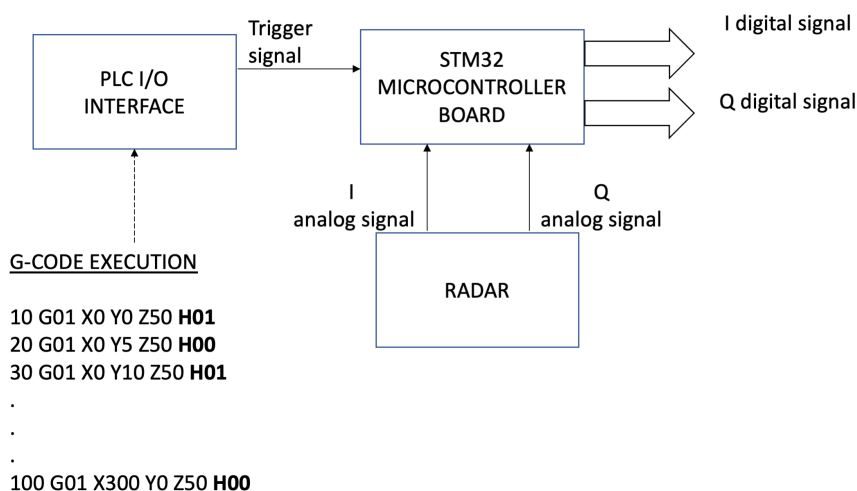 Trigger
signal
PLC I/O
INTERFACE
STM32
MICROCONTROLLER
BOARD
I digital signal
Q digital signal
I
analog signal
Q
analog signal
RADAR
G-CODE EXECUTION
10 G01 X0 Y0 Z50 H01
20 G01 X0 Y5 Z50 H00
30 G01 X0 Y10 Z50 H01
.
.
.
100 G01 X300 Y0 Z50 H00